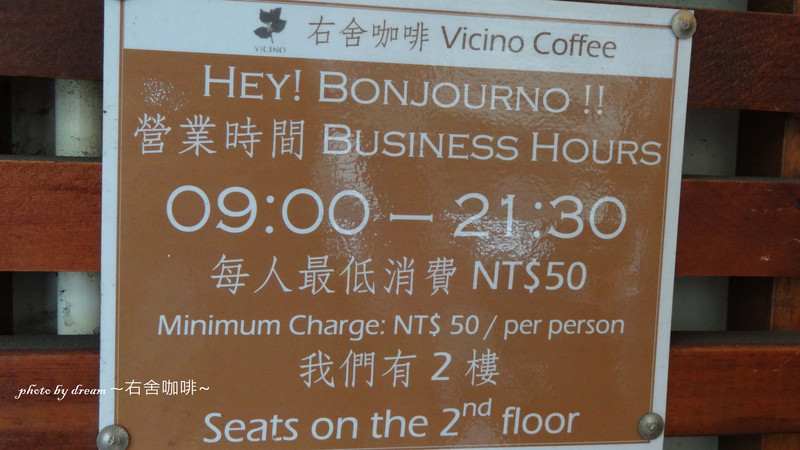 VICINO
右舍咖啡 Vicino Coffee
HEY! BONJOURNO !!
營業時間 BUSINESS HOURS
09:00 — 21:30
每人最低消費 NT$50
Minimum Charge: NT$ 50 / per person
我們有 2 樓
Seats on the 2nd floor
photo by dream ～右舍咖啡~